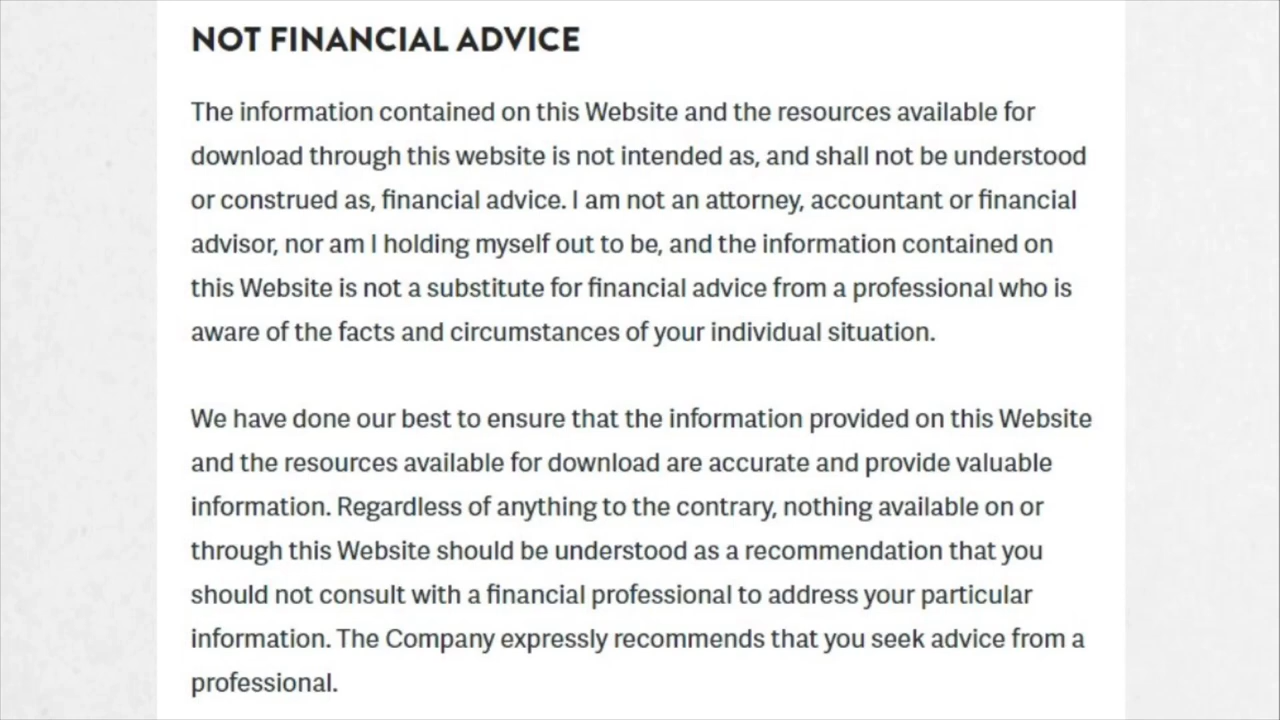 NOT FINANCIAL ADVICE
The information contained on this Website and the resources available for
download through this website is not intended as, and shall not be understood
or construed as, financial advice. I am not an attorney, accountant or financial
advisor, nor am I holding myself out to be, and the information contained on
this Website is not a substitute for financial advice from a professional who is
aware of the facts and circumstances of your individual situation.
We have done our best to ensure that the information provided on this Website
and the resources available for download are accurate and provide valuable
information. Regardless of anything to the contrary, nothing available on or
through this Website should be understood as a recommendation that you
should not consult with a financial professional to address your particular
information. The Company expressly recommends that you seek advice from a
professional.